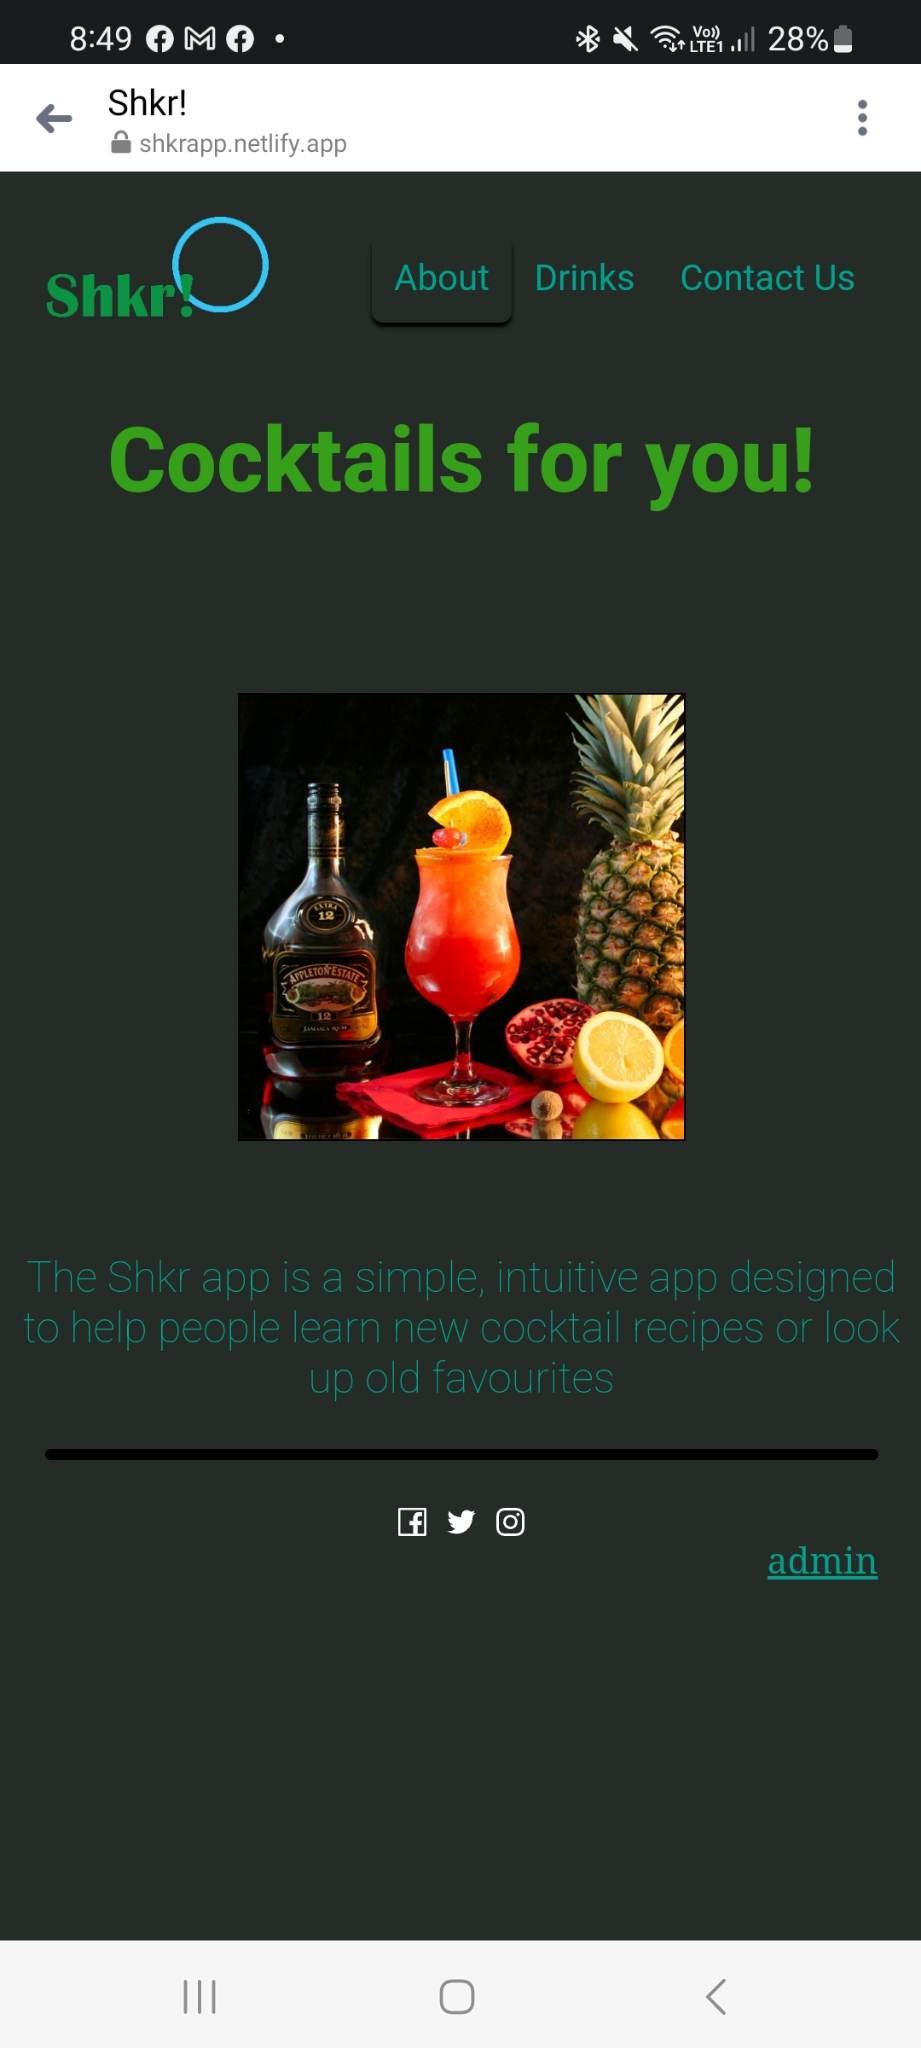 8:49 Vo)) LTE1 28%
Shkr!
shkrapp.netlify.app
Shkr!
About Drinks Contact Us
Cocktails for you!
EXTRA
12
APPLETON ESTATE
12
JAMAICA RUM
The Shkr app is a simple, intuitive app designed
to help people learn new cocktail recipes or look
up old favourites
admin